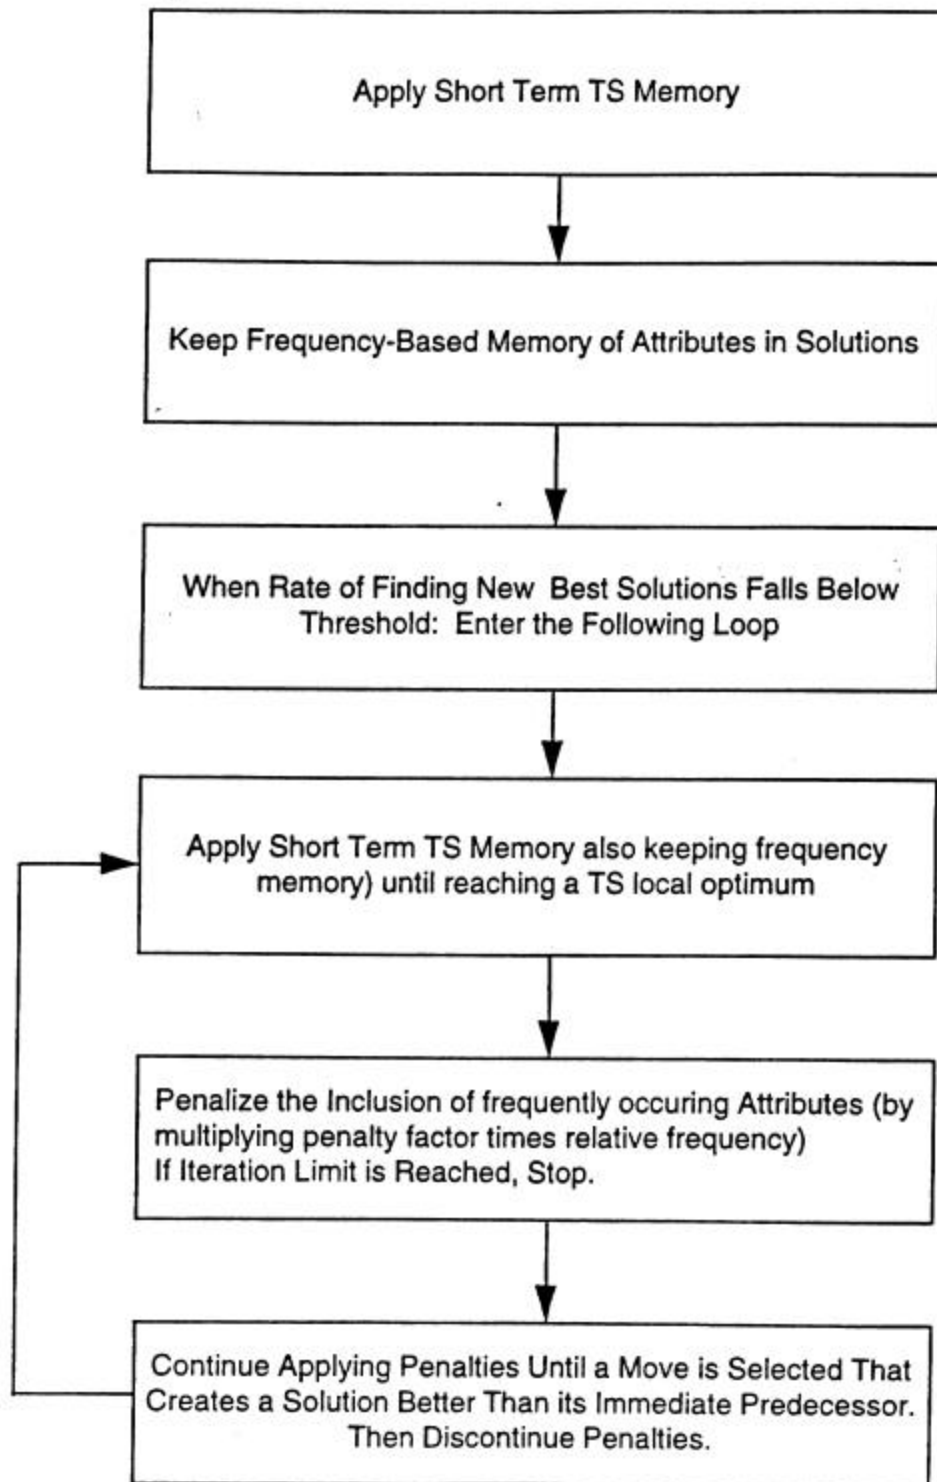 Apply Short Term TS Memory
Keep Frequency-Based Memory of Attributes in Solutions
When Rate of Finding New Best Solutions Falls Below
Threshold: Enter the Following Loop
Apply Short Term TS Memory also keeping frequency
memory) until reaching a TS local optimum
Penalize the Inclusion of frequently occuring Attributes (by
multiplying penalty factor times relative frequency)
If Iteration Limit is Reached, Stop.
Continue Applying Penalties Until a Move is Selected That
Creates a Solution Better Than its Immediate Predecessor.
Then Discontinue Penalties.